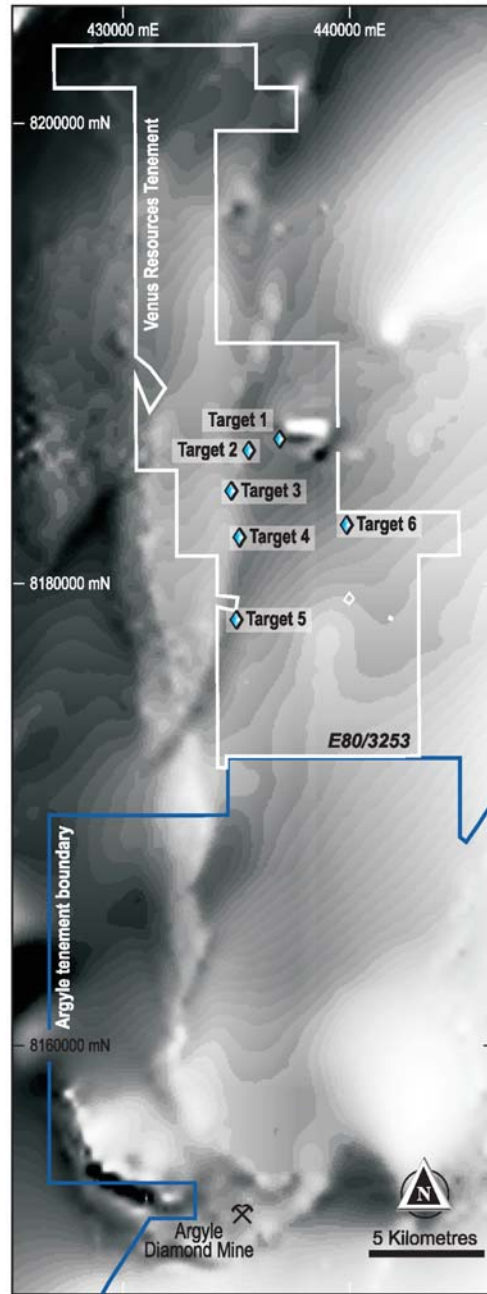 430000 mE
440000 mE
8200000 mN
Venus Resources Tenement
Target 1
Target 2
Target 3
Target 6
Target 4
8180000 mN
Target 5
E80/3253
Argyle tenement boundary
8160000 mN
N
Argyle
Diamond Mine
5 Kilometres